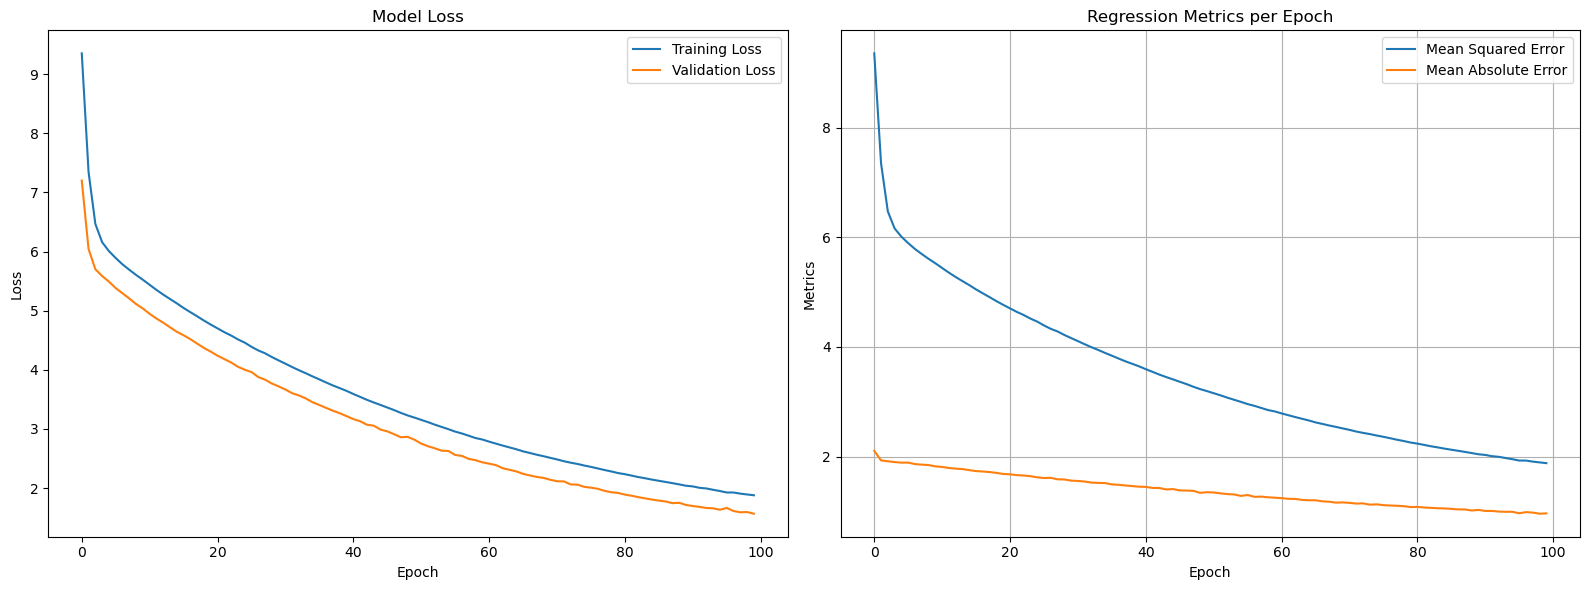 Model Loss
Training Loss
Validation Loss
9
8
7
6
5
4
3
2
Loss
0
20
40
60
80
100
Epoch
Regression Metrics per Epoch
Mean Squared Error
Mean Absolute Error
8
6
4
2
Metrics
0
20
40
60
80
100
Epoch